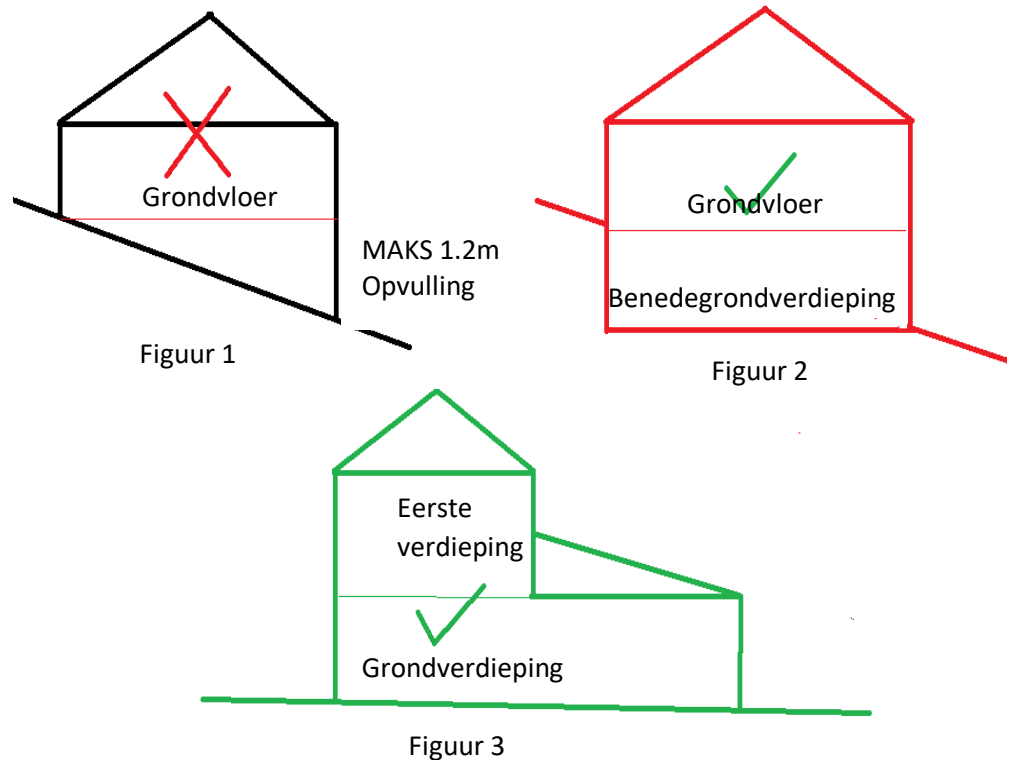 Grondvloer
MAKS 1.2m
Opvulling
Figuur 1
Grondvloer
Benedegrondverdieping
Figuur 2
Eerste
verdieping
Grondverdieping
Figuur 3